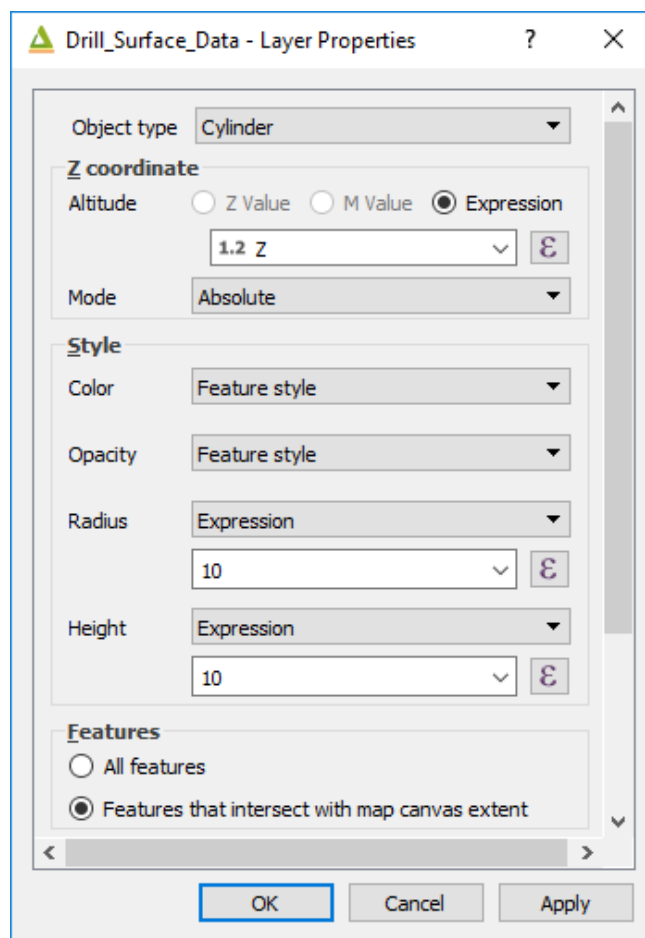 Drill_Surface_Data - Layer Properties ? ×
Object type Cylinder
Z coordinate
Altitude Z Value M Value Expression
1.2 Z ε
Mode Absolute
Style
Color Feature style
Opacity Feature style
Radius Expression
10 ε
Height Expression
10 ε
Features
All features
Features that intersect with map canvas extent
OK Cancel Apply